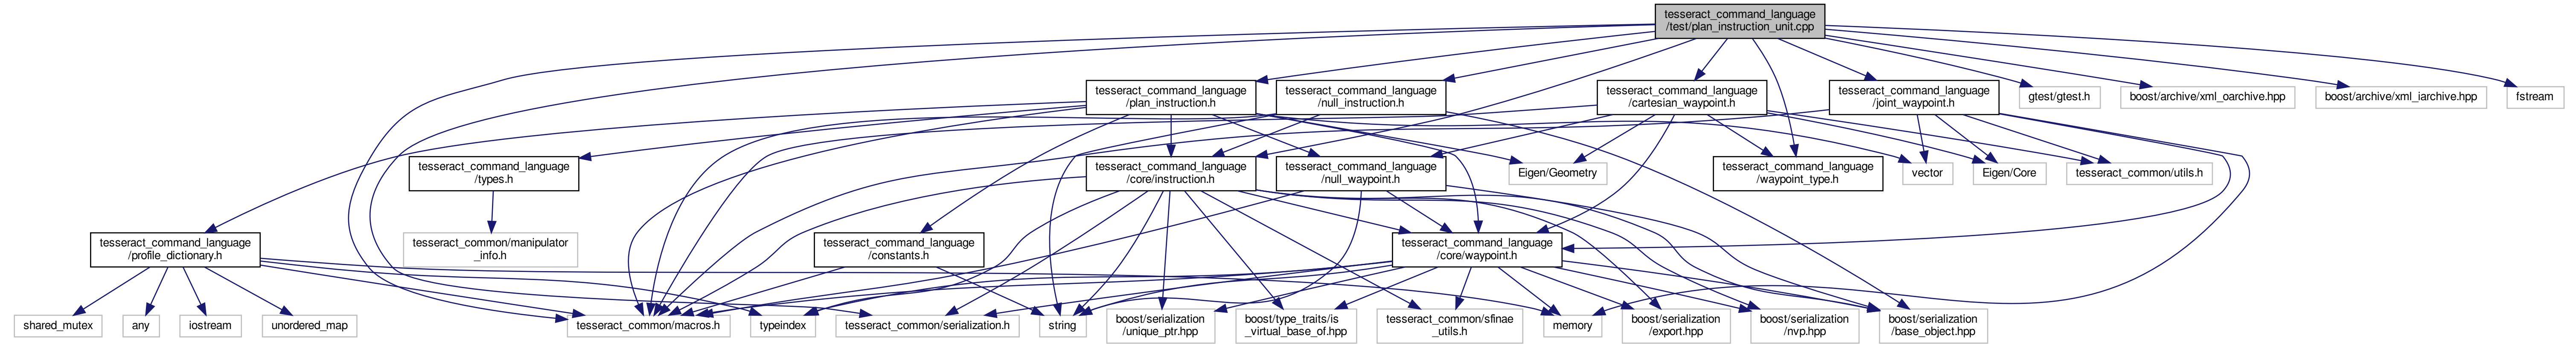 tesseract_command_language
/test/plan_instruction_unit.cpp
tesseract_command_language
/plan_instruction.h
tesseract_command_language
/null_instruction.h
tesseract_command_language
/cartesian_waypoint.h
tesseract_command_language
/joint_waypoint.h
gtest/gtest.h
boost/archive/xml_oarchive.hpp
boost/archive/xml_iarchive.hpp
fstream
tesseract_command_language
/types.h
tesseract_command_language
/core/instruction.h
tesseract_command_language
/null_waypoint.h
Eigen/Geometry
tesseract_command_language
/waypoint_type.h
vector
Eigen/Core
tesseract_common/utils.h
tesseract_command_language
/profile_dictionary.h
tesseract_common/manipulator
_info.h
tesseract_command_language
/constants.h
tesseract_command_language
/core/waypoint.h
shared_mutex
any
iostream
unordered_map
tesseract_common/macros.h
typeindex
tesseract_common/serialization.h
string
boost/serialization
/unique_ptr.hpp
boost/type_traits/is
_virtual_base_of.hpp
tesseract_common/sfinae
_utils.h
memory
boost/serialization
/export.hpp
boost/serialization
/nvp.hpp
boost/serialization
/base_object.hpp